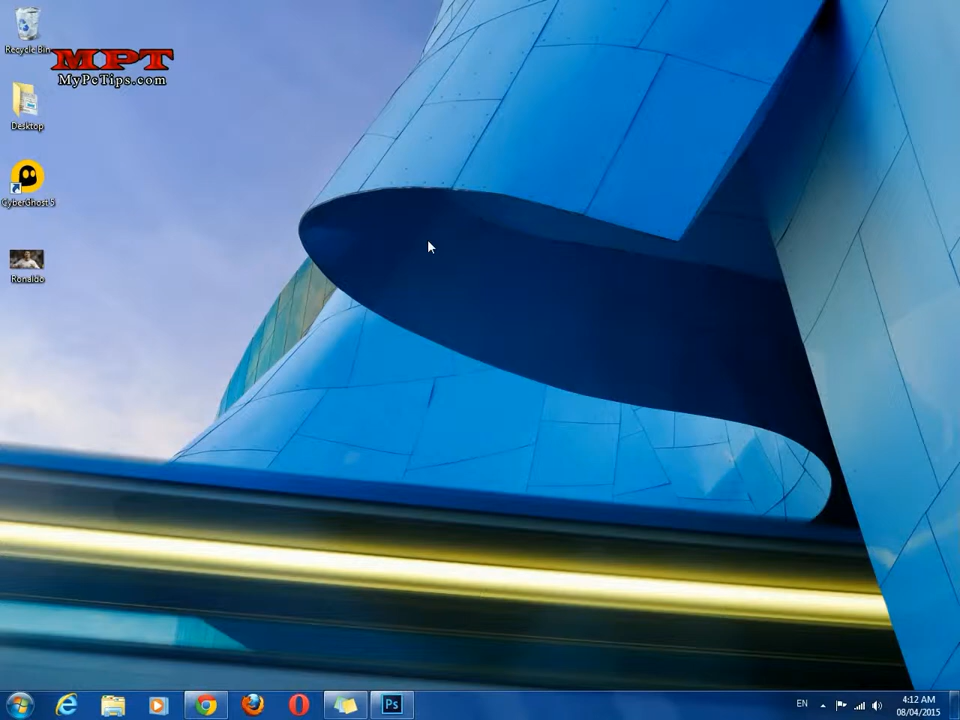 Recycle Bin
MPT
MyPcTips.com
Desktop
CyberGhost 5
Ronaldo
Ps
EN
4:12 AM
08/04/2015